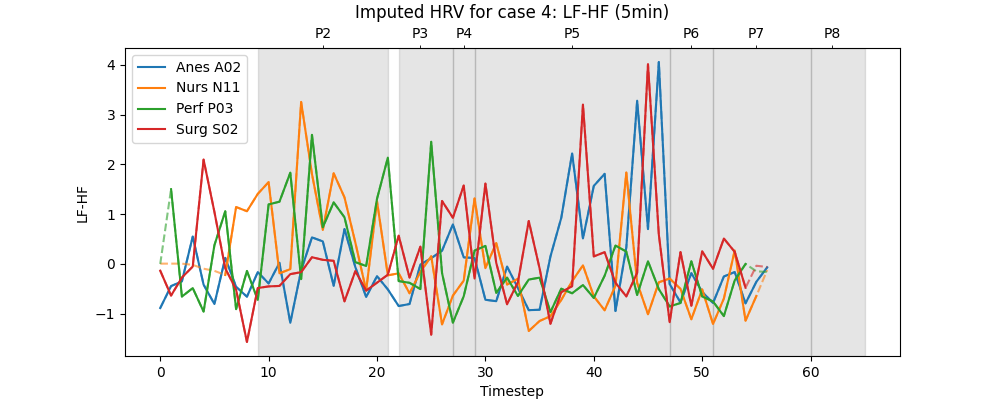 Imputed HRV for case 4: LF-HF (5min)
P2 P3 P4 P5 P6 P7 P8
Anes A02
Nurs N11
Perf P03
Surg S02
4
3
2
1
0
−1
LF-HF
0 10 20 30 40 50 60
Timestep